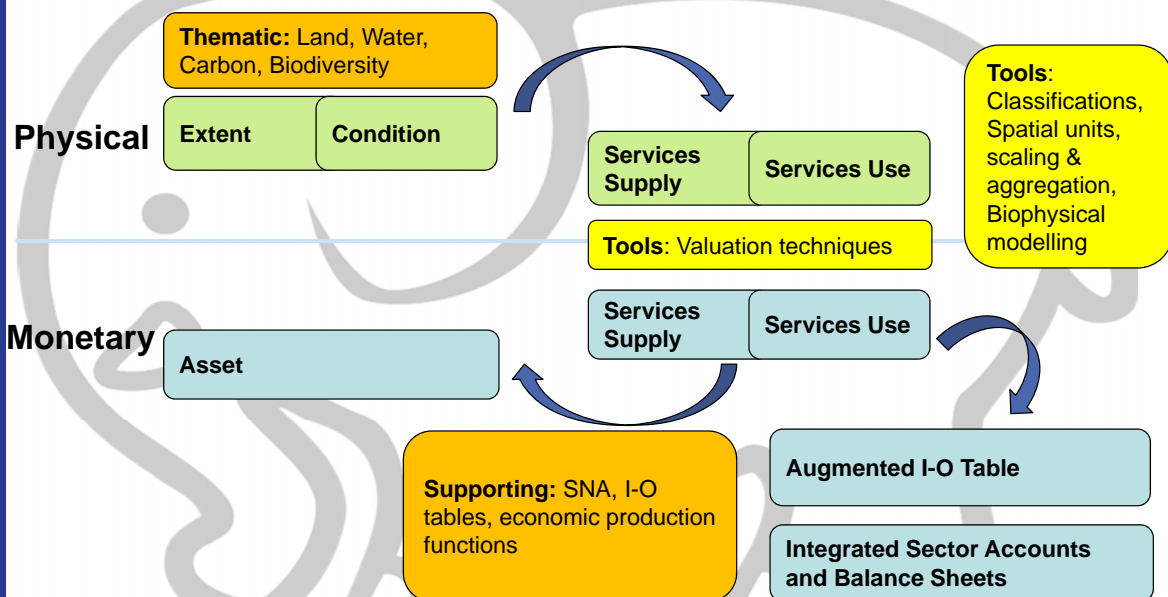 Thematic: Land, Water,
Carbon, Biodiversity
Physical
Extent
Condition
Services
Supply
Services Use
Tools:
Classifications,
Spatial units,
scaling &
aggregation,
Biophysical
modelling
Tools: Valuation techniques
Monetary
Services
Supply
Services Use
Asset
Supporting: SNA, I-O
tables, economic production
functions
Augmented I-O Table
Integrated Sector Accounts
and Balance Sheets